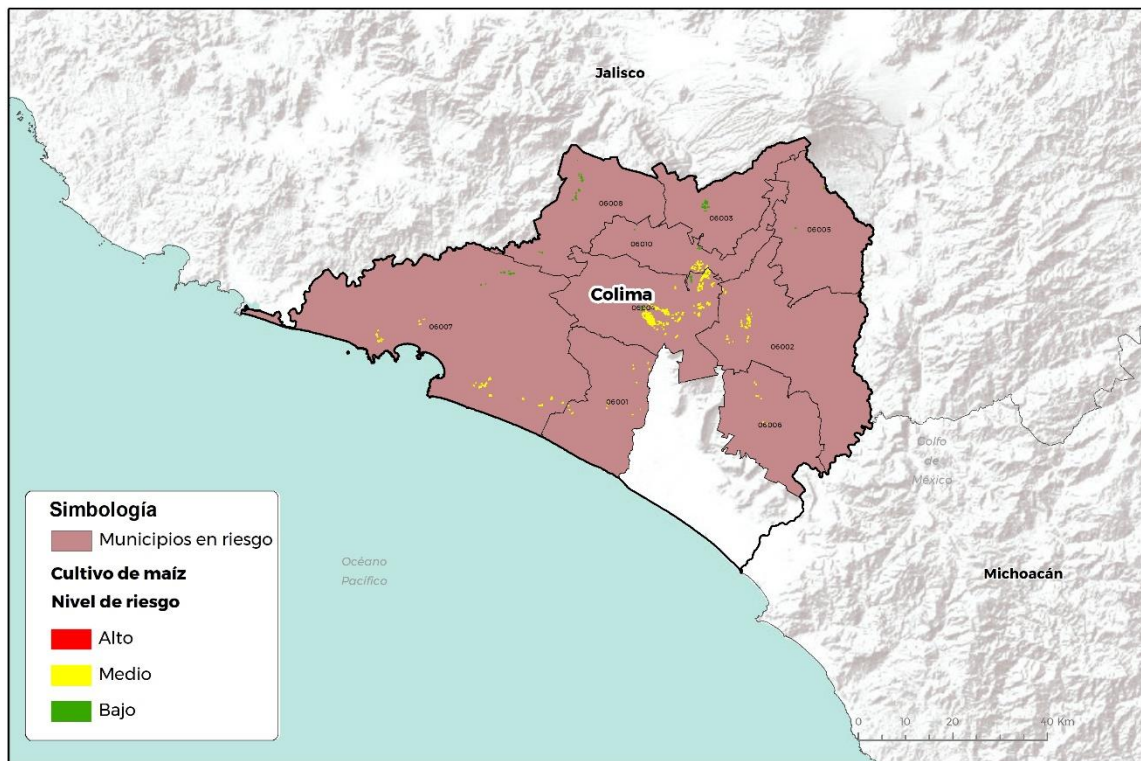 Jalisco
06008
06003
06005
06010
Colima
06007
06002
06001
06006
Golfo
de
México
Océano
Pacífico
Michoacán
Simbología
Municipios en riesgo
Cultivo de maíz
Nivel de riesgo
Alto
Medio
Bajo
0 10 20 40 Km